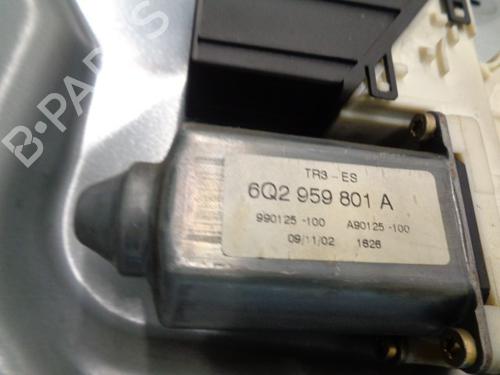 B-PARTS
TR3-ES
6Q2 959 801 A
990125-100 A90125-100
09/11/02 1626